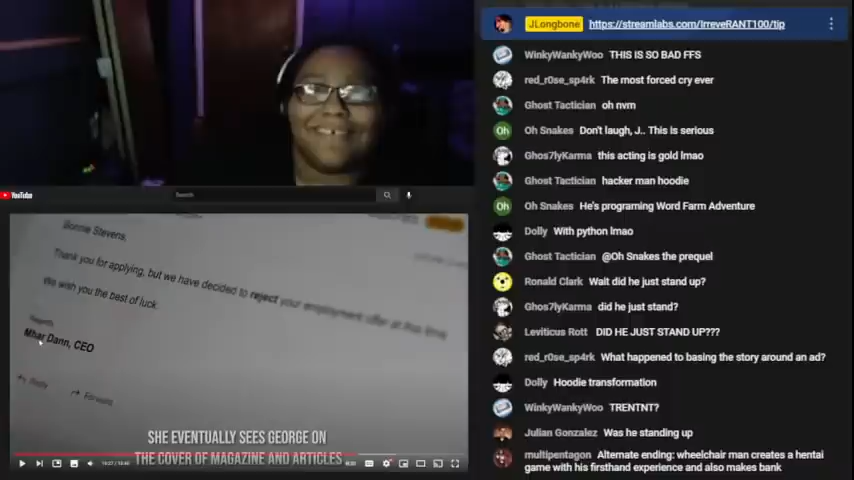 JLongbone https://streamlabs.com/IrreveRANT100/tip
WinkyWankyWoo THIS IS SO BAD FFS
red_r0se_sp4rk The most forced cry ever
Ghost Tactician oh nvm
Oh Oh Snakes Don't laugh, J.. This is serious
Ghos7lyKarma this acting is gold lmao
Ghost Tactician hacker man hoodie
Oh Oh Snakes He's programing Word Farm Adventure
Dolly With python lmao
Ghost Tactician @Oh Snakes the prequel
Ronald Clark Wait did he just stand up?
Ghos7lyKarma did he just stand?
Leviticus Rott DID HE JUST STAND UP???
red_r0se_sp4rk What happened to basing the story around an ad?
Dolly Hoodie transformation
WinkyWankyWoo TRENTNT?
Julian Gonzalez Was he standing up
multipentagon Alternate ending: wheelchair man creates a hentai
game with his firsthand experience and also makes bank
YouTube
Search
Bonnie Stevens,
Thank you for applying, but we have decided to reject your employment offer at this time
We wish you the best of luck.
Regards
Mhar Dann, CEO
Reply
Forward
SHE EVENTUALLY SEES GEORGE ON
THE COVER OF MAGAZINE AND ARTICLES